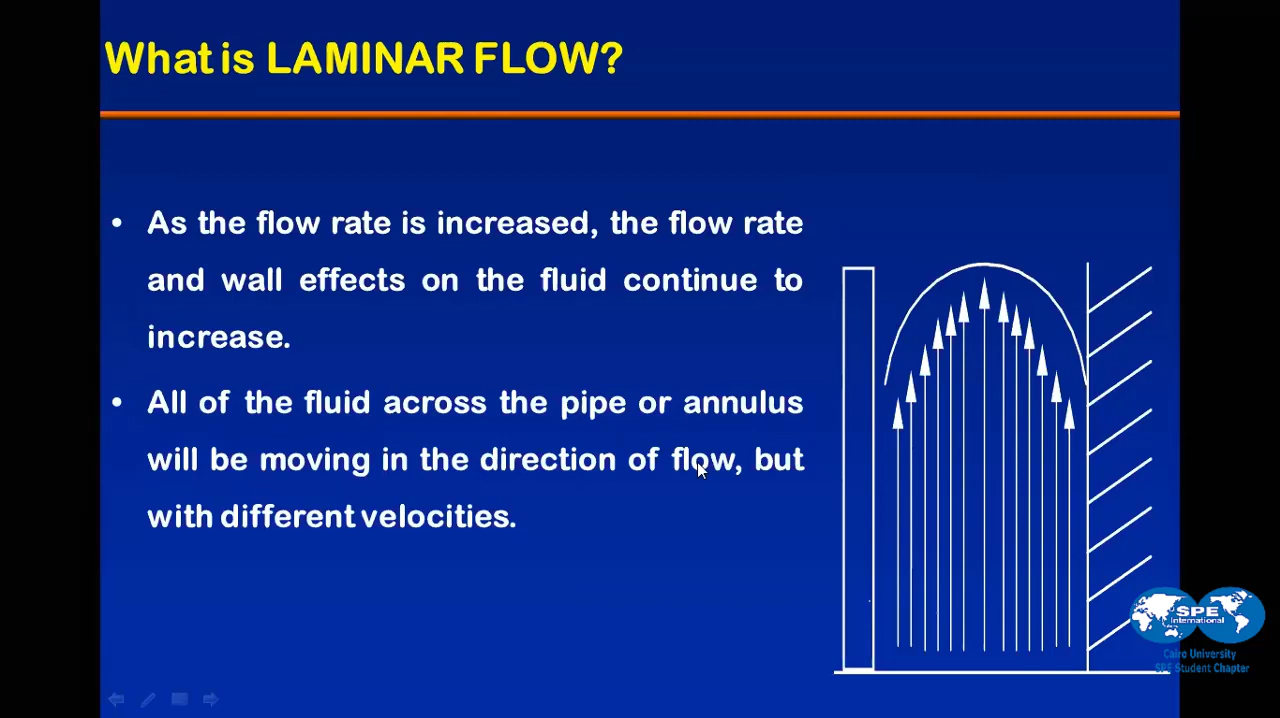 What is LAMINAR FLOW?
• As the flow rate is increased, the flow rate
and wall effects on the fluid continue to
increase.
• All of the fluid across the pipe or annulus
will be moving in the direction of flow, but
with different velocities.
SPE
International
Cairo University
SPE Student Chapter